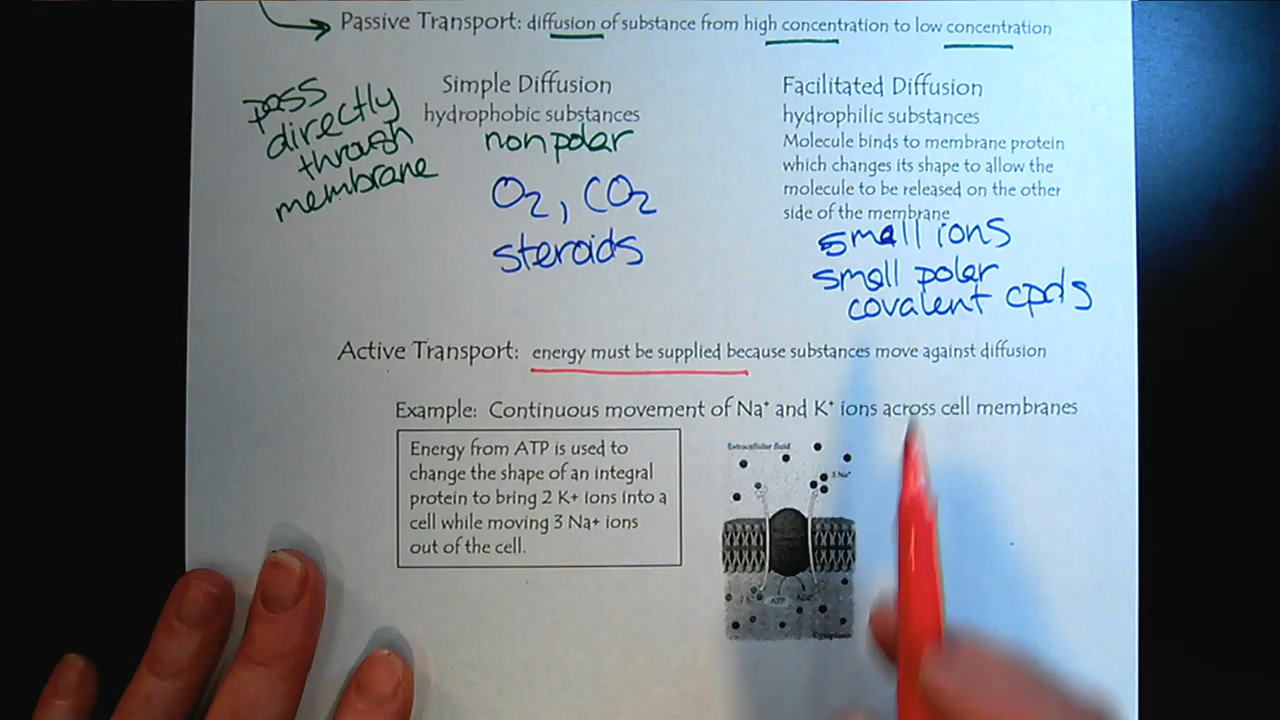 Passive Transport: diffusion of substance from high concentration to low concentration
pass
directly
through
membrane
Simple Diffusion
hydrophobic substances
nonpolar
O₂, CO₂
steroids
Facilitated Diffusion
hydrophilic substances
Molecule binds to membrane protein
which changes its shape to allow the
molecule to be released on the other
side of the membrane
small ions
small polar
covalent cpds
Active Transport: energy must be supplied because substances move against diffusion
Example: Continuous movement of Na⁺ and K⁺ ions across cell membranes
Energy from ATP is used to
change the shape of an integral
protein to bring 2 K+ ions into a
cell while moving 3 Na+ ions
out of the cell.
Extracellular fluid
3 Na⁺
2 K⁺
ATP ADP
Cytoplasm